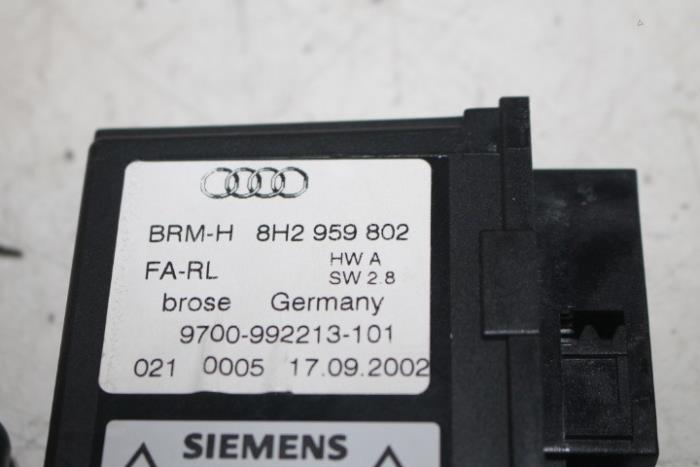 BRM-H 8H2 959 802
FA-RL HW A
SW 2.8
brose Germany
9700-992213-101
021 0005 17.09.2002
SIEMENS